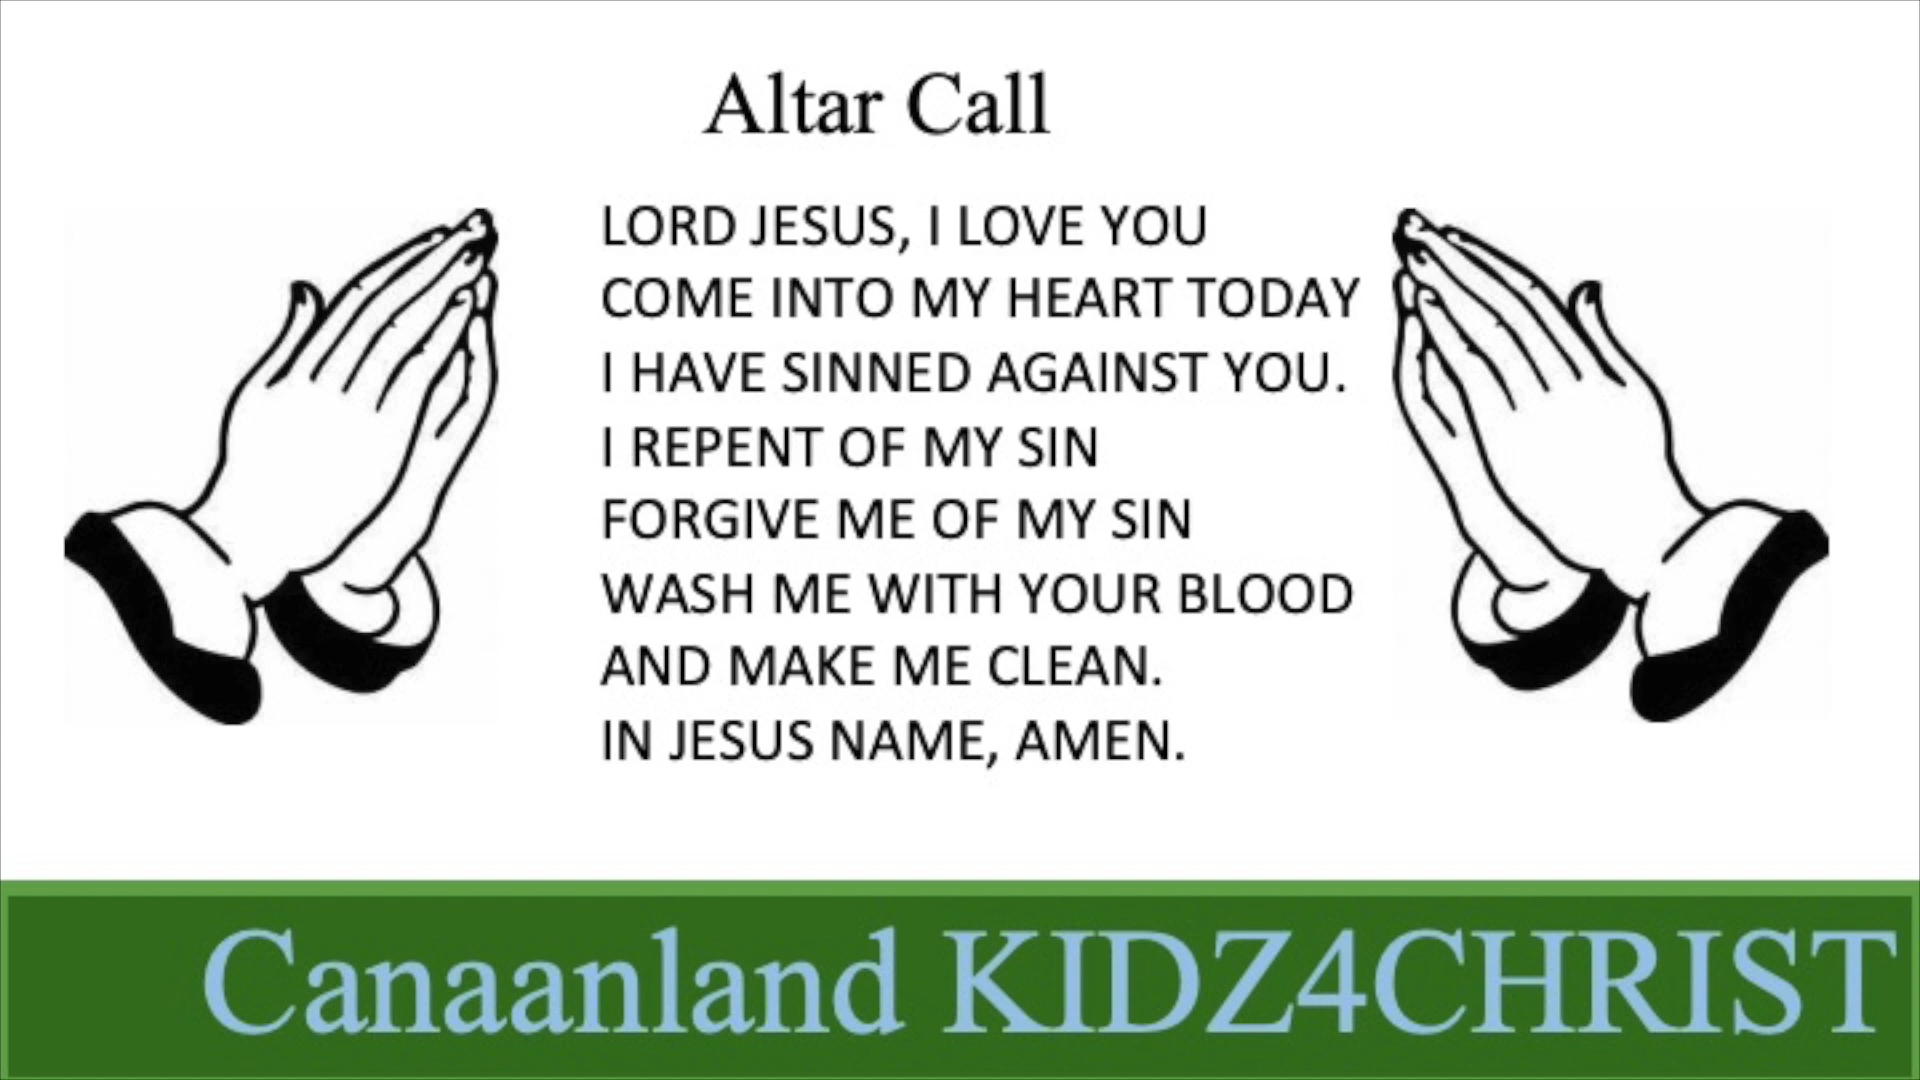 Altar Call
LORD JESUS, I LOVE YOU
COME INTO MY HEART TODAY
I HAVE SINNED AGAINST YOU.
I REPENT OF MY SIN
FORGIVE ME OF MY SIN
WASH ME WITH YOUR BLOOD
AND MAKE ME CLEAN.
IN JESUS NAME, AMEN.
Canaanland KIDZ4CHRIST